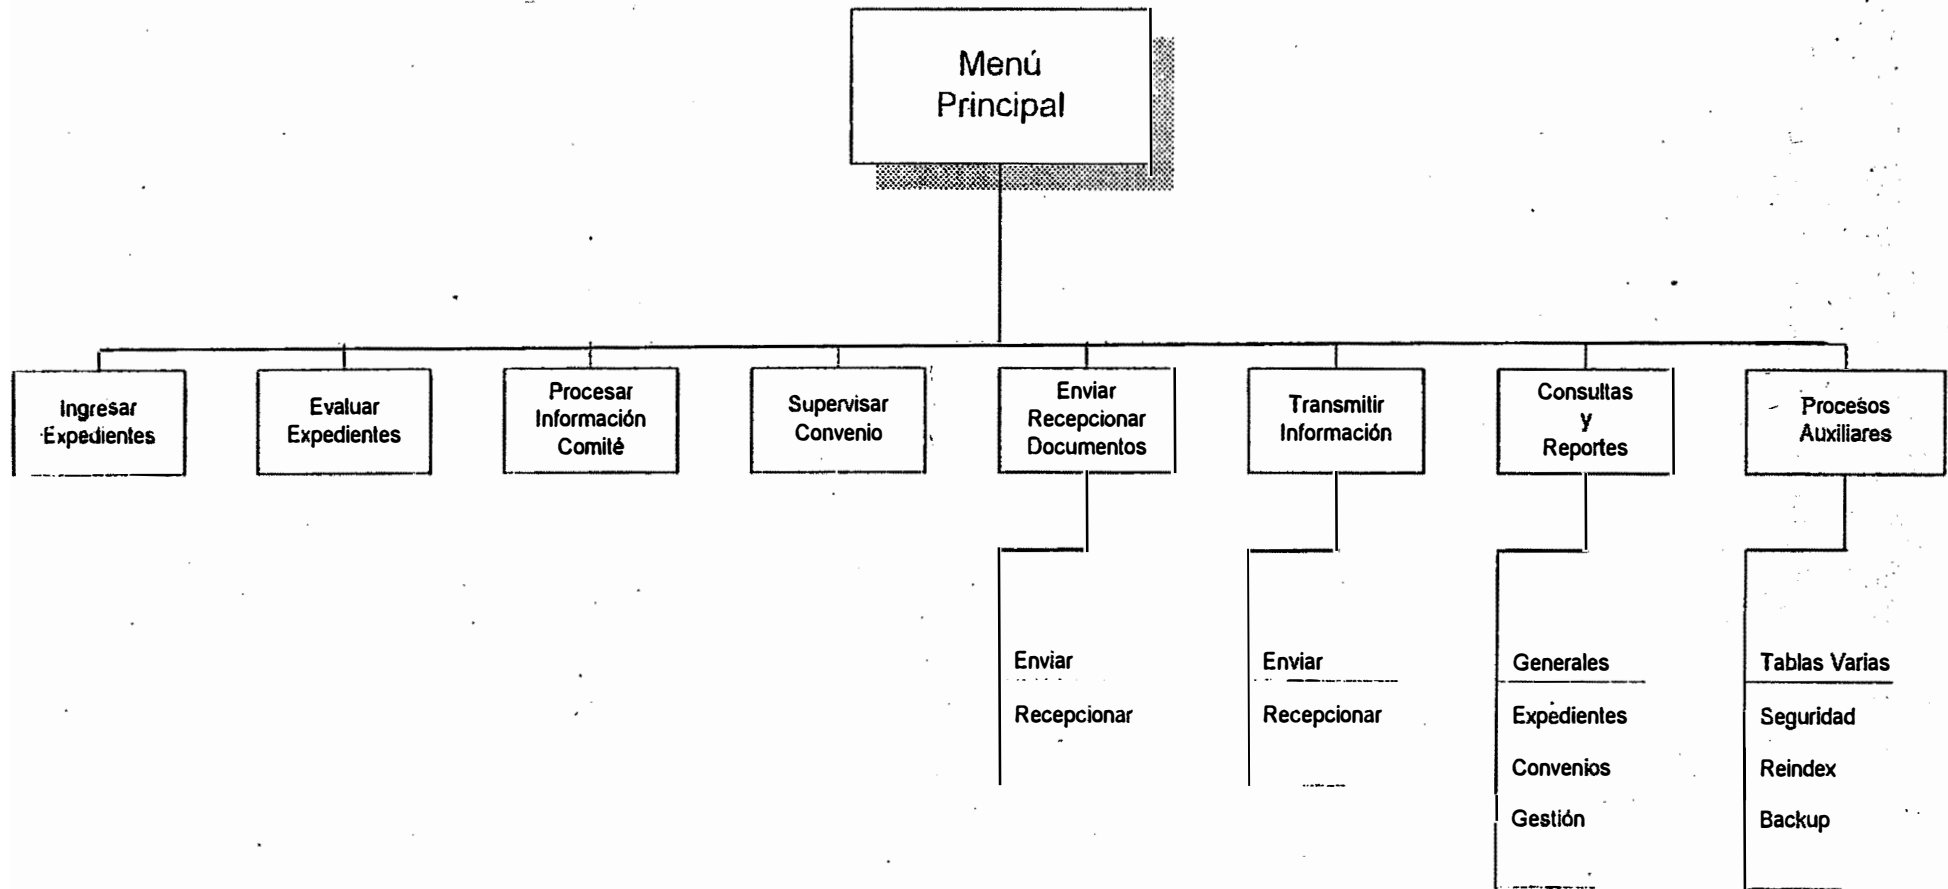 Menú
Principal
Ingresar
Expedientes
Evaluar
Expedientes
Procesar
Información
Comité
Supervisar
Convenio
Enviar
Recepcionar
Documentos
Transmitir
Información
Consultas
y
Reportes
Procesos
Auxiliares
Enviar
Recepcionar
Enviar
Recepcionar
Generales
Expedientes
Convenios
Gestión
Tablas Varias
Seguridad
Reindex
Backup